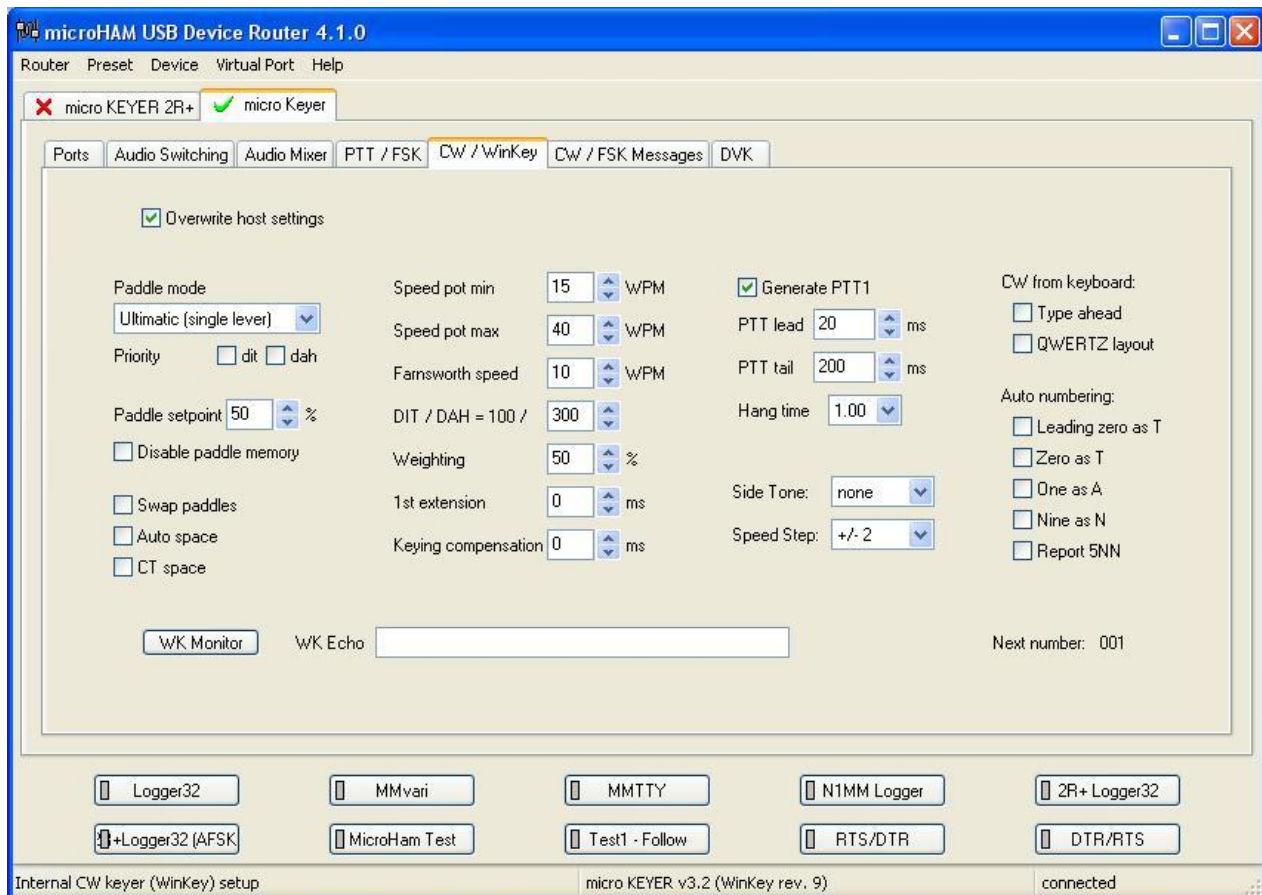 microHAM USB Device Router 4.1.0
Router Preset Device Virtual Port Help
micro KEYER 2R+ micro Keyer
Ports Audio Switching Audio Mixer PTT / FSK CW / WinKey CW / FSK Messages DVK
Overwrite host settings
Paddle mode
Ultimatic (single lever)
Priority dit dah
Paddle setpoint 50 %
Disable paddle memory
Swap paddles
Auto space
CT space
Speed pot min 15 WPM
Speed pot max 40 WPM
Farnsworth speed 10 WPM
DIT / DAH = 100 / 300
Weighting 50 %
1st extension 0 ms
Keying compensation 0 ms
Generate PTT1
PTT lead 20 ms
PTT tail 200 ms
Hang time 1.00
Side Tone: none
Speed Step: +/- 2
CW from keyboard:
Type ahead
QWERTZ layout
Auto numbering:
Leading zero as T
Zero as T
One as A
Nine as N
Report 5NN
WK Monitor WK Echo Next number: 001
Logger32 MMvari MMTTY N1MM Logger 2R+ Logger32
+Logger32 (AFSK MicroHam Test Test1 - Follow RTS/DTR DTR/RTS
Internal CW keyer (WinKey) setup micro KEYER v3.2 (WinKey rev. 9) connected